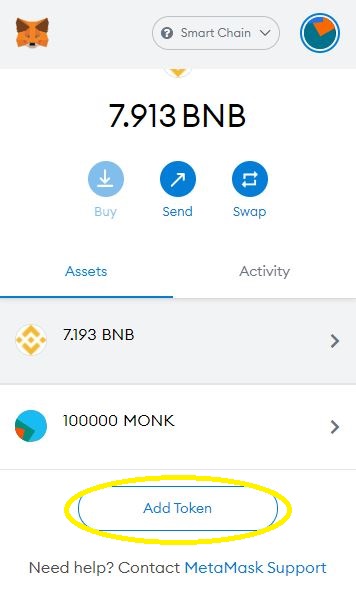 Smart Chain
7.913 BNB
Buy Send Swap
Assets Activity
7.193 BNB
100000 MONK
Add Token
Need help? Contact MetaMask Support